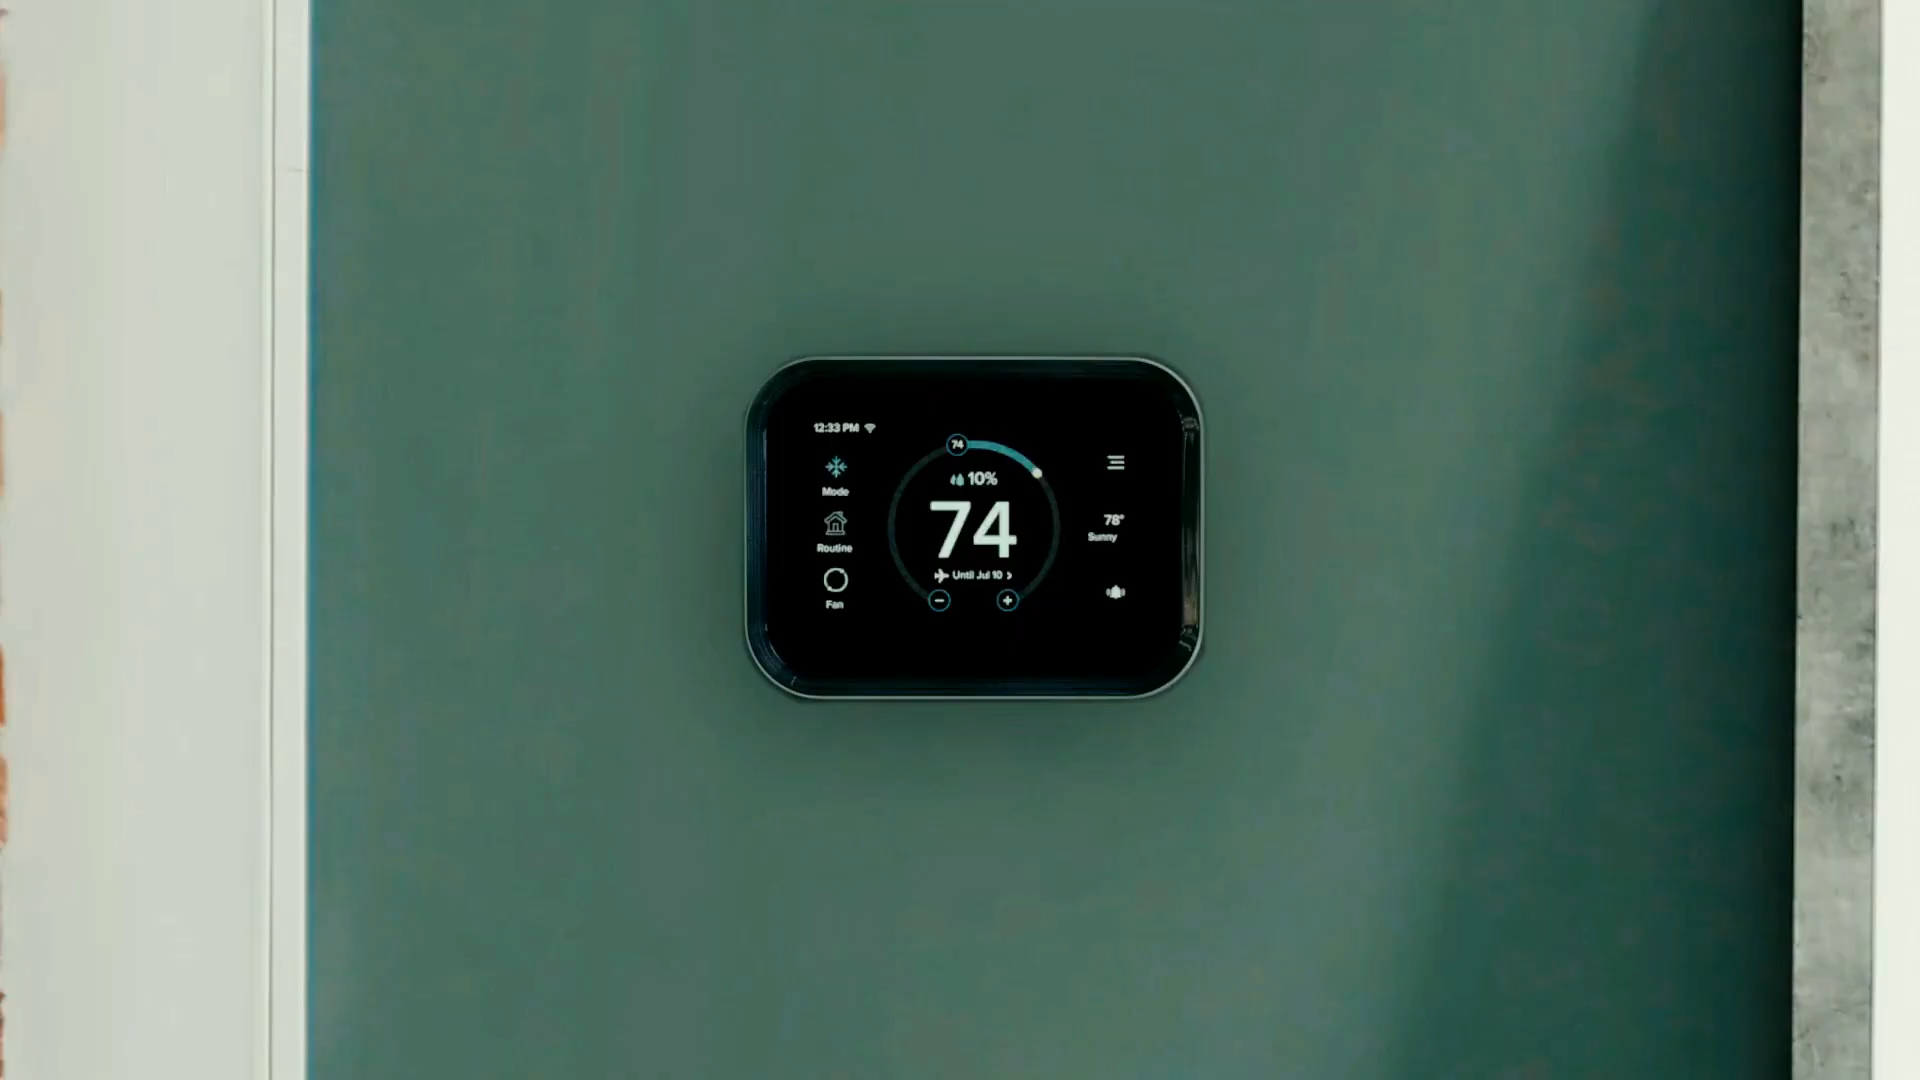 12:33 PM
Mode
Routine
Fan
74
10%
74
Until Jul 10 >
− +
78°
Sunny